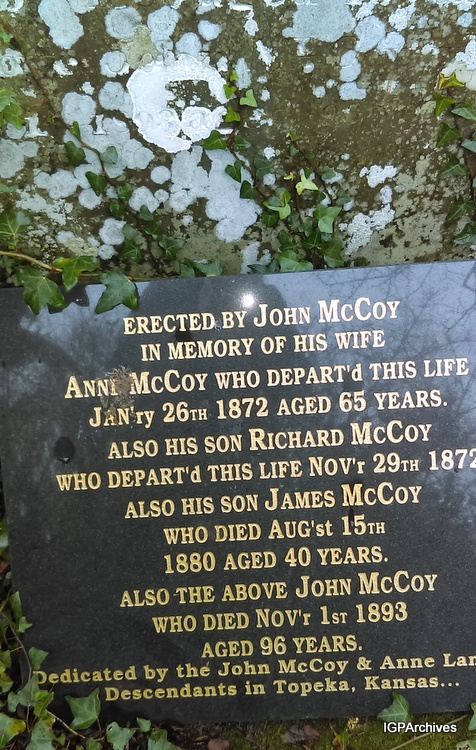 ERECTED BY JOHN McCOY
IN MEMORY OF HIS WIFE
ANNE McCOY WHO DEPART'd THIS LIFE
JAN'ry 26TH 1872 AGED 65 YEARS.
ALSO HIS SON RICHARD McCOY
WHO DEPART'd THIS LIFE NOV'r 29TH 1872
ALSO HIS SON JAMES McCOY
WHO DIED AUG'st 15TH
1880 AGED 40 YEARS.
ALSO THE ABOVE JOHN McCOY
WHO DIED NOV'r 1ST 1893
AGED 96 YEARS.
Dedicated by the John McCoy & Anne
Descendants in Topeka, Kansas...
IGPArchives